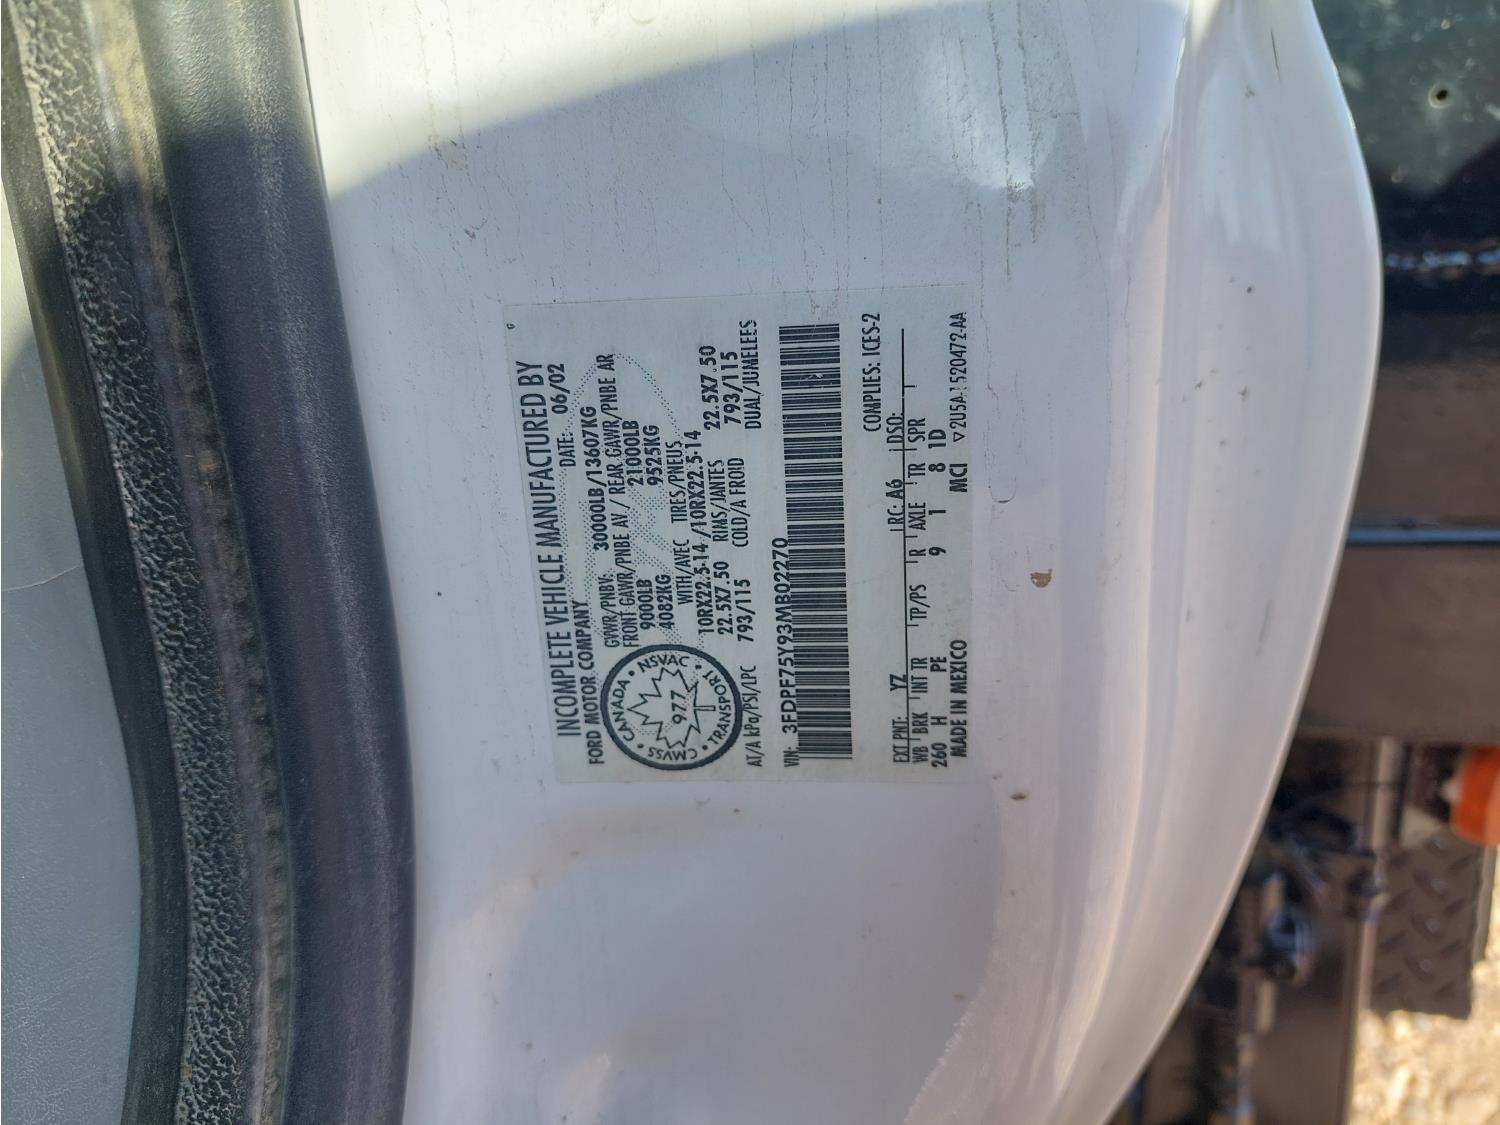 INCOMPLETE VEHICLE MANUFACTURED BY
FORD MOTOR COMPANY
DATE: 06/02
GVWR/PNBV: 30000LB/13607KG
FRONT GAWR/PNBE AV / REAR GAWR/PNBE AR
9000LB 21000LB
4082KG 9525KG
WITH/AVEC TIRES/PNEUS
10RX22.5-14 /10RX22.5-14
22.5X7.50 RIMS/JANTES 22.5X7.50
AT/A kPa/PSI/LPC 793/115 COLD/A FROID 793/115
DUAL/JUMELEES
CANADA • NSVAC • TRANSPORT • CMVSS
977
VIN: 3FDPF75Y93MB02270
COMPLIES: ICES-2
EXT PNT: YZ RC: A6 DSO:
WB BRK INT TR TP/PS R AXLE TR SPR
260 H PE 9 1 8 1D
MADE IN MEXICO MCI ▽2U5A-1520472-AA